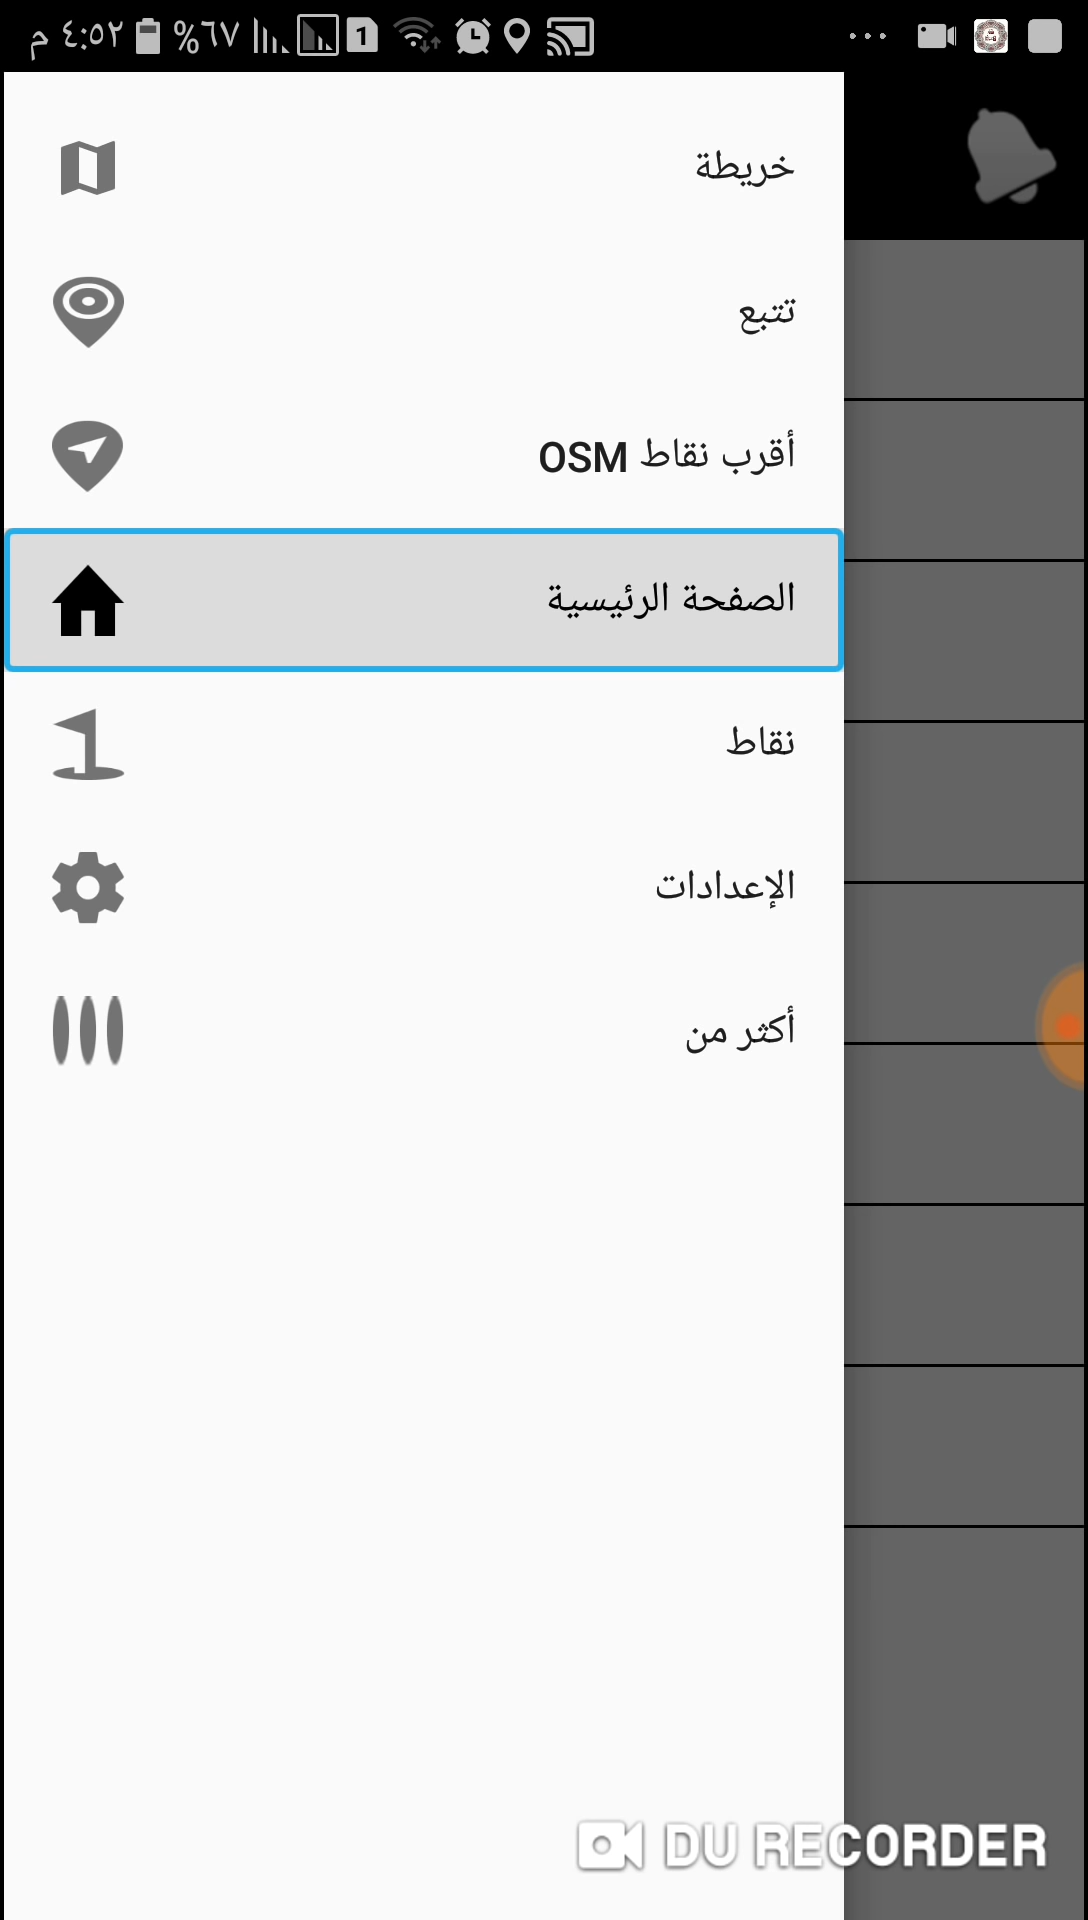 ٤:٥٢ م ٦٧% 1
خريطة
تتبع
أقرب نقاط OSM
الصفحة الرئيسية
نقاط
الإعدادات
أكثر من
DU RECORDER